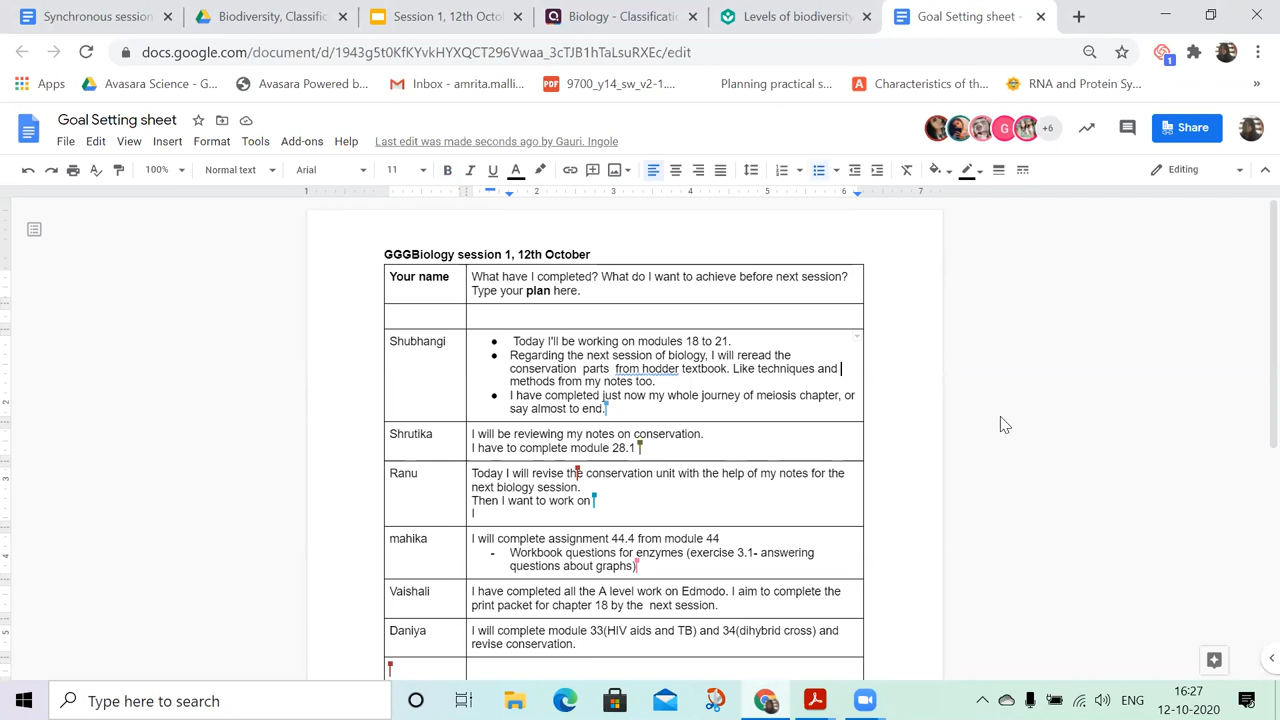 Synchronous session
Biodiversity, Classific
Session 1, 12th Octo
Biology - Conservatio
Levels of biodiversity
Goal Setting sheet -
docs.google.com/document/d/1943g5t0KfKYvkHYXQCT296Vwaa_3cTJB1hTaLsuRXEc/edit
1
Apps
Avasara Science - G...
Avasara Powered b...
Inbox - amrita.malli...
PDF
9700_y14_sw_v2-1....
Planning practical s...
A
Characteristics of th...
RNA and Protein Sy...
»
Goal Setting sheet
File Edit View Insert Format Tools Add-ons Help
Last edit was made seconds ago by Gauri. Ingole
G
+6
Share
100%
Normal text
Arial
11
B I U A
Editing
1 1 2 3 4 5 6 7
GGGBiology session 1, 12th October
Your name
What have I completed? What do I want to achieve before next session?
Type your plan here.
Shubhangi
● Today I'll be working on modules 18 to 21.
● Regarding the next session of biology, I will reread the
conservation parts from hodder textbook. Like techniques and
methods from my notes too.
● I have completed just now my whole journey of meiosis chapter, or
say almost to end.
Shrutika
I will be reviewing my notes on conservation.
I have to complete module 28.1
Ranu
Today I will revise the conservation unit with the help of my notes for the
next biology session.
Then I want to work on
I
mahika
I will complete assignment 44.4 from module 44
- Workbook questions for enzymes (exercise 3.1- answering
questions about graphs)
Vaishali
I have completed all the A level work on Edmodo. I aim to complete the
print packet for chapter 18 by the next session.
Daniya
I will complete module 33(HIV aids and TB) and 34(dihybrid cross) and
revise conservation.
Type here to search
ENG
16:27
12-10-2020